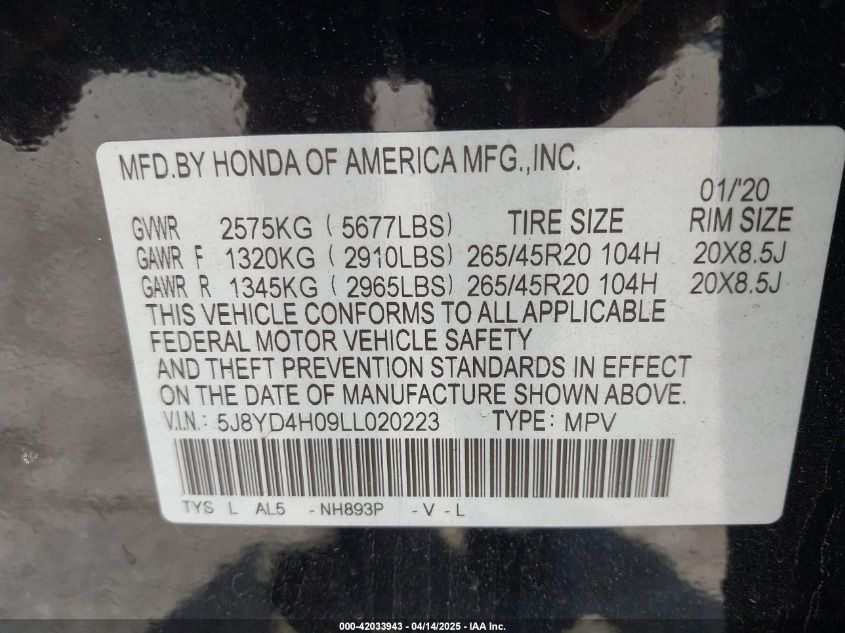 MFD.BY HONDA OF AMERICA MFG.,INC.
01/'20
GVWR 2575KG ( 5677LBS) TIRE SIZE RIM SIZE
GAWR F 1320KG ( 2910LBS) 265/45R20 104H 20X8.5J
GAWR R 1345KG ( 2965LBS) 265/45R20 104H 20X8.5J
THIS VEHICLE CONFORMS TO ALL APPLICABLE
FEDERAL MOTOR VEHICLE SAFETY
AND THEFT PREVENTION STANDARDS IN EFFECT
ON THE DATE OF MANUFACTURE SHOWN ABOVE.
V.I.N.: 5J8YD4H09LL020223 TYPE: MPV
TYS L AL5 - NH893P - V - L
000-42033943 - 04/14/2025 - IAA Inc.